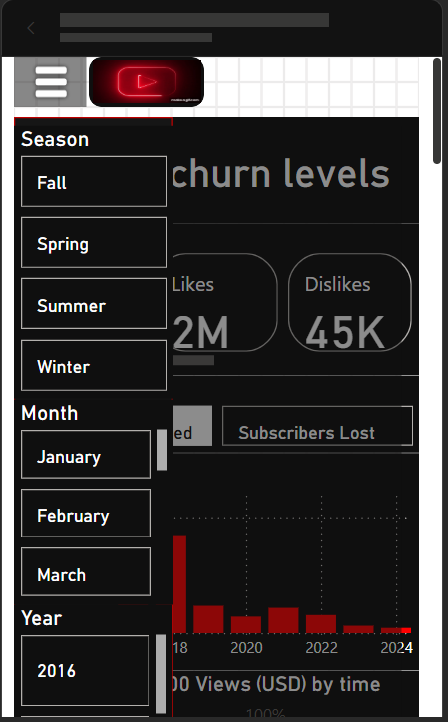 Season
Fall
Spring
Summer
Winter
Month
January
February
March
Year
2016
churn levels
Likes
2M
Dislikes
45K
ed
Subscribers Lost
18
2020
2022
2024
00 Views (USD) by time
100%